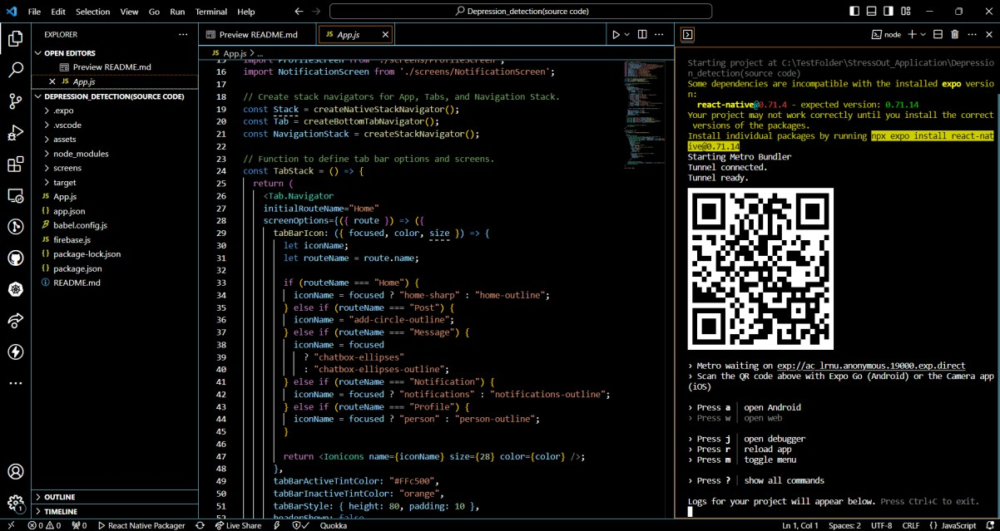 File Edit Selection View Go Run Terminal Help
Depression_detection(source code)
EXPLORER
OPEN EDITORS
Preview README.md
JS App.js
DEPRESSION_DETECTION(SOURCE CODE)
.expo
.vscode
assets
node_modules
screens
target
JS App.js
{} app.json
babel.config.js
JS firebase.js
{} package-lock.json
{} package.json
README.md
OUTLINE
TIMELINE
Preview README.md
JS App.js
JS App.js > ...
15 import ProfileScreen from './screens/ProfileScreen';
16 import NotificationScreen from './screens/NotificationScreen';
17
18 // Create stack navigators for App, Tabs, and Navigation Stack.
19 const Stack = createNativeStackNavigator();
20 const Tab = createBottomTabNavigator();
21 const NavigationStack = createStackNavigator();
22
23 // Function to define tab bar options and screens.
24 const TabStack = () => {
25 return (
26 <Tab.Navigator
27 initialRouteName="Home"
28 screenOptions={({ route }) => ({
29 tabBarIcon: ({ focused, color, size }) => {
30 let iconName;
31 let routeName = route.name;
32
33 if (routeName === "Home") {
34 iconName = focused ? "home-sharp" : "home-outline";
35 } else if (routeName === "Post") {
36 iconName = "add-circle-outline";
37 } else if (routeName === "Message") {
38 iconName = focused
39 ? "chatbox-ellipses"
40 : "chatbox-ellipses-outline";
41 } else if (routeName === "Notification") {
42 iconName = focused ? "notifications" : "notifications-outline";
43 } else if (routeName === "Profile") {
44 iconName = focused ? "person" : "person-outline";
45 }
46
47 return <Ionicons name={iconName} size={28} color={color} />;
48 },
49 tabBarActiveTintColor: "#FFc500",
50 tabBarInactiveTintColor: "orange",
51 tabBarStyle: { height: 80, padding: 10 },
52 headerShown: false
node
Starting project at C:\TestFolder\StressOut_Application\Depressio
n_detection(source code)
Some dependencies are incompatible with the installed expo versio
n:
react-native@0.71.4 - expected version: 0.71.14
Your project may not work correctly until you install the correct
versions of the packages.
Install individual packages by running npx expo install react-nat
ive@0.71.14
Starting Metro Bundler
Tunnel connected.
Tunnel ready.
› Metro waiting on exp://ac_lrnu.anonymous.19000.exp.direct
› Scan the QR code above with Expo Go (Android) or the Camera app
(iOS)
› Press a │ open Android
› Press w │ open web
› Press j │ open debugger
› Press r │ reload app
› Press m │ toggle menu
› Press ? │ show all commands
Logs for your project will appear below. Press Ctrl+C to exit.
1
0 0 0 React Native Packager Live Share Quokka Ln 1, Col 1 Spaces: 2 UTF-8 CRLF {} JavaScript